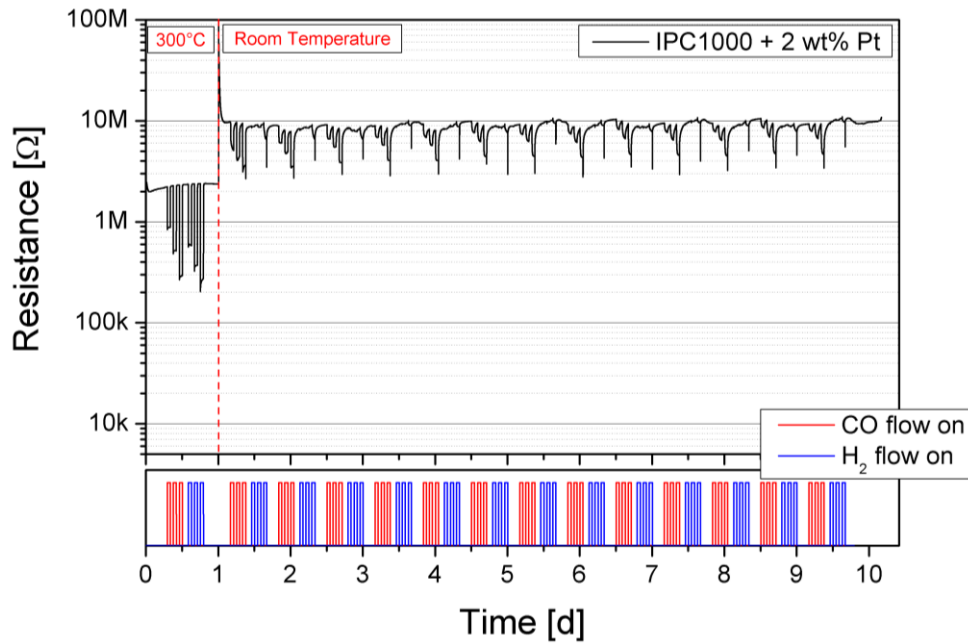 100M
300°C
Room Temperature
IPC1000 + 2 wt% Pt
10M
1M
100k
10k
Resistance [Ω]
CO flow on
H₂ flow on
0 1 2 3 4 5 6 7 8 9 10
Time [d]